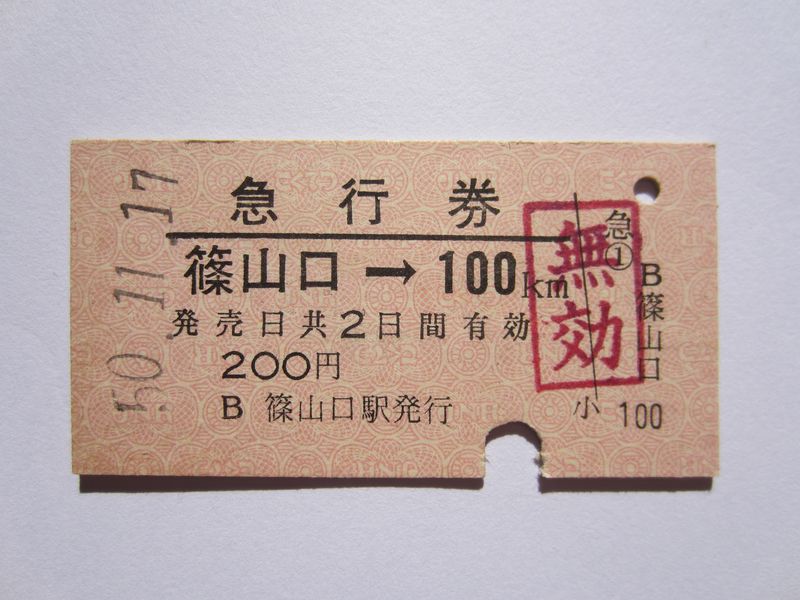 50.11.17
急行券
篠山口→100km
発売日共2日間有効
200円
B 篠山口駅発行
無効
急①
B篠山口
小 100